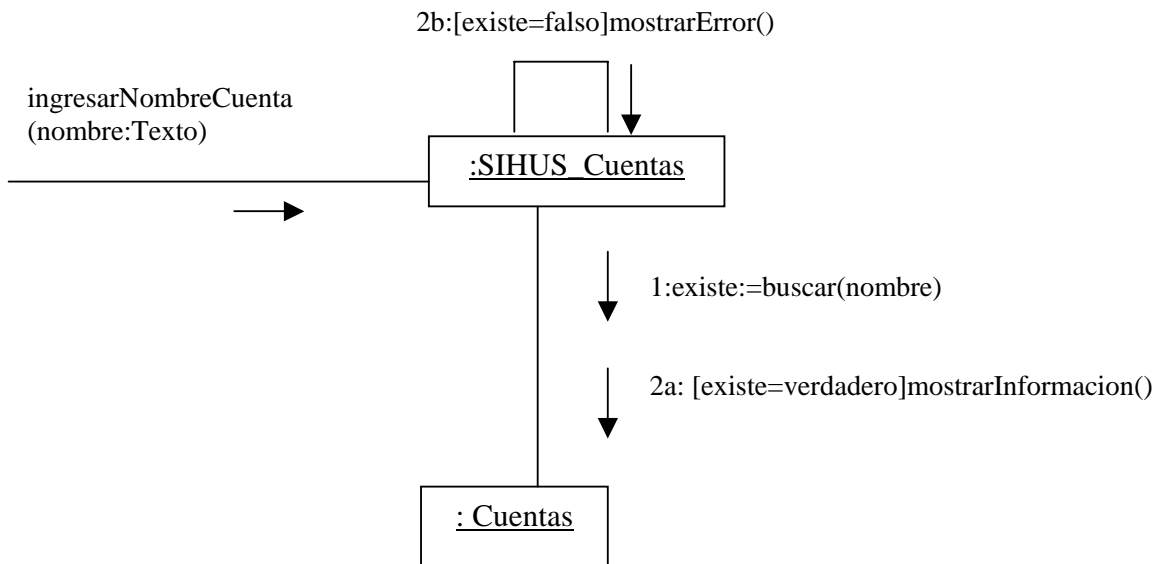 2b:[existe=falso]mostrarError()
ingresarNombreCuenta
(nombre:Texto)
:SIHUS_Cuentas
1:existe:=buscar(nombre)
2a: [existe=verdadero]mostrarInformacion()
: Cuentas